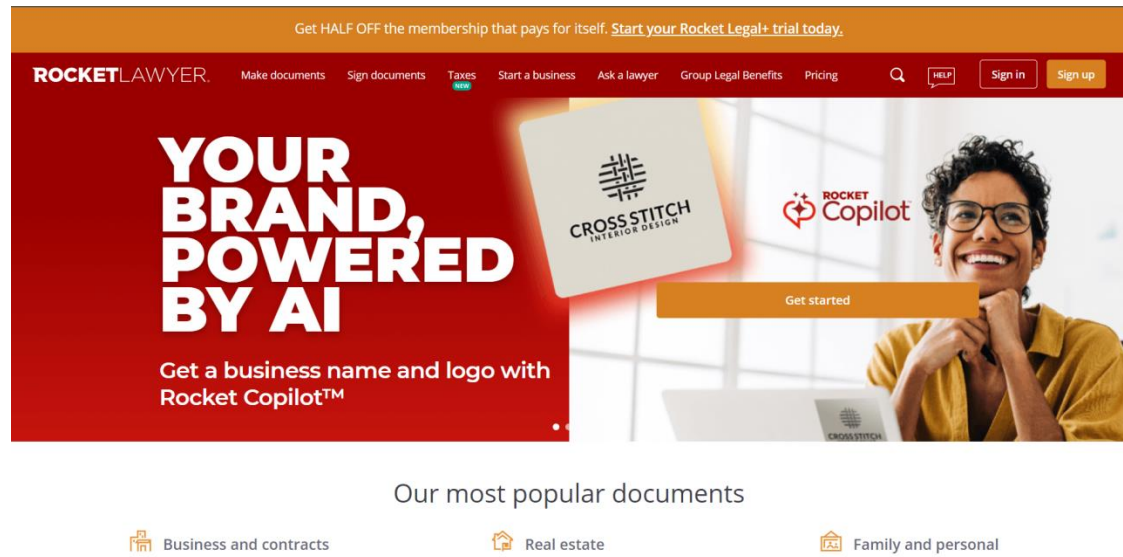 Get HALF OFF the membership that pays for itself. Start your Rocket Legal+ trial today.
ROCKETLAWYER. Make documents Sign documents Taxes Start a business Ask a lawyer Group Legal Benefits Pricing HELP Sign in Sign up
NEW
YOUR
BRAND,
POWERED
BY AI
Get a business name and logo with
Rocket Copilot™
CROSS STITCH
INTERIOR DESIGN
ROCKET
Copilot
Get started
CROSS STITCH
Our most popular documents
Business and contracts Real estate Family and personal